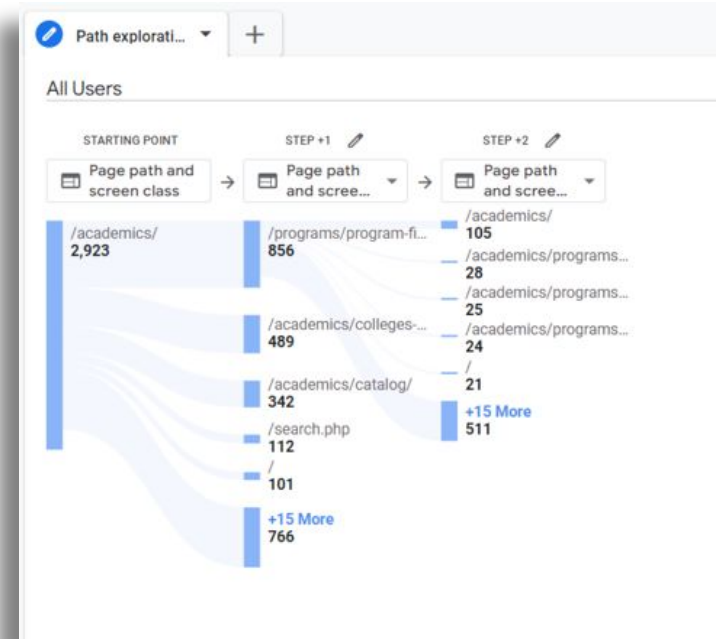 Path explorati...
All Users
STARTING POINT
STEP +1
STEP +2
Page path and
screen class
Page path
and scree...
Page path
and scree...
/academics/
2,923
/programs/program-fi...
856
/academics/colleges-...
489
/academics/catalog/
342
/search.php
112
/
101
+15 More
766
/academics/
105
/academics/programs...
28
/academics/programs...
25
/academics/programs...
24
/
21
+15 More
511